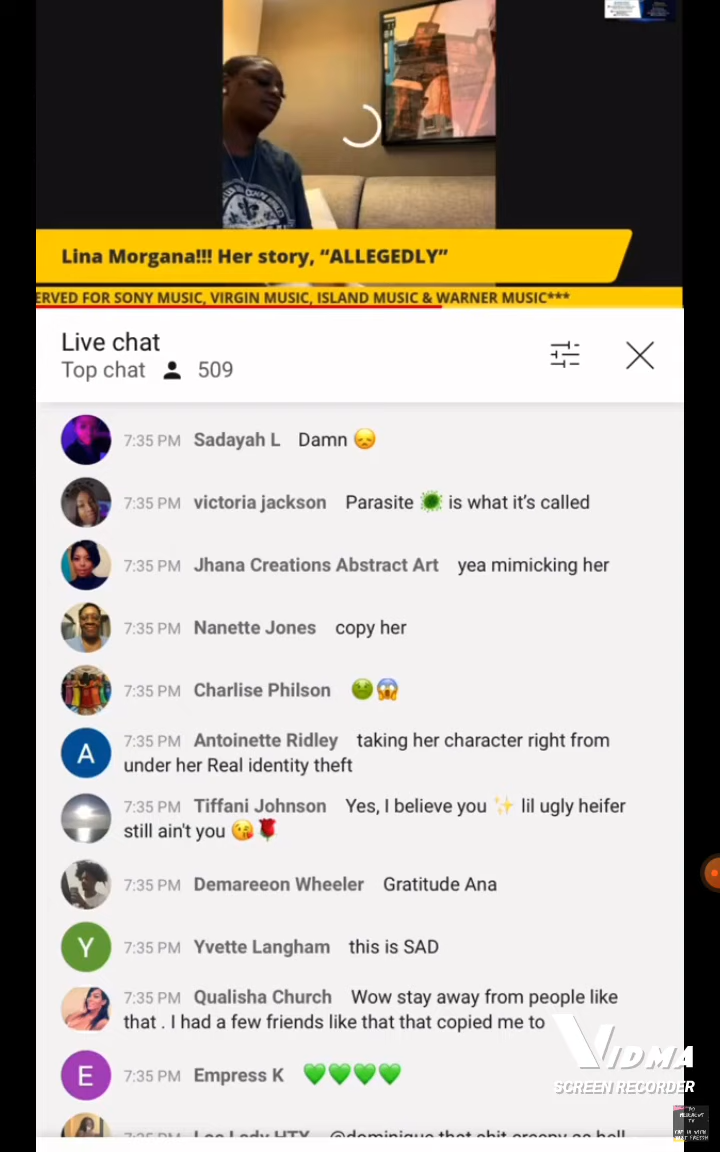 Lina Morgana!!! Her story, “ALLEGEDLY”
ERVED FOR SONY MUSIC, VIRGIN MUSIC, ISLAND MUSIC & WARNER MUSIC***
Live chat
Top chat 509
7:35 PM Sadayah L Damn 😞
7:35 PM victoria jackson Parasite 🦠 is what it’s called
7:35 PM Jhana Creations Abstract Art yea mimicking her
7:35 PM Nanette Jones copy her
7:35 PM Charlise Philson 🤢😱
A 7:35 PM Antoinette Ridley taking her character right from
under her Real identity theft
7:35 PM Tiffani Johnson Yes, I believe you ✨ lil ugly heifer
still ain't you 😘🌹
7:35 PM Demareeon Wheeler Gratitude Ana
Y 7:35 PM Yvette Langham this is SAD
7:35 PM Qualisha Church Wow stay away from people like
that . I had a few friends like that that copied me to
VIDMA
SCREEN RECORDER
E 7:35 PM Empress K 💚💚💚💚